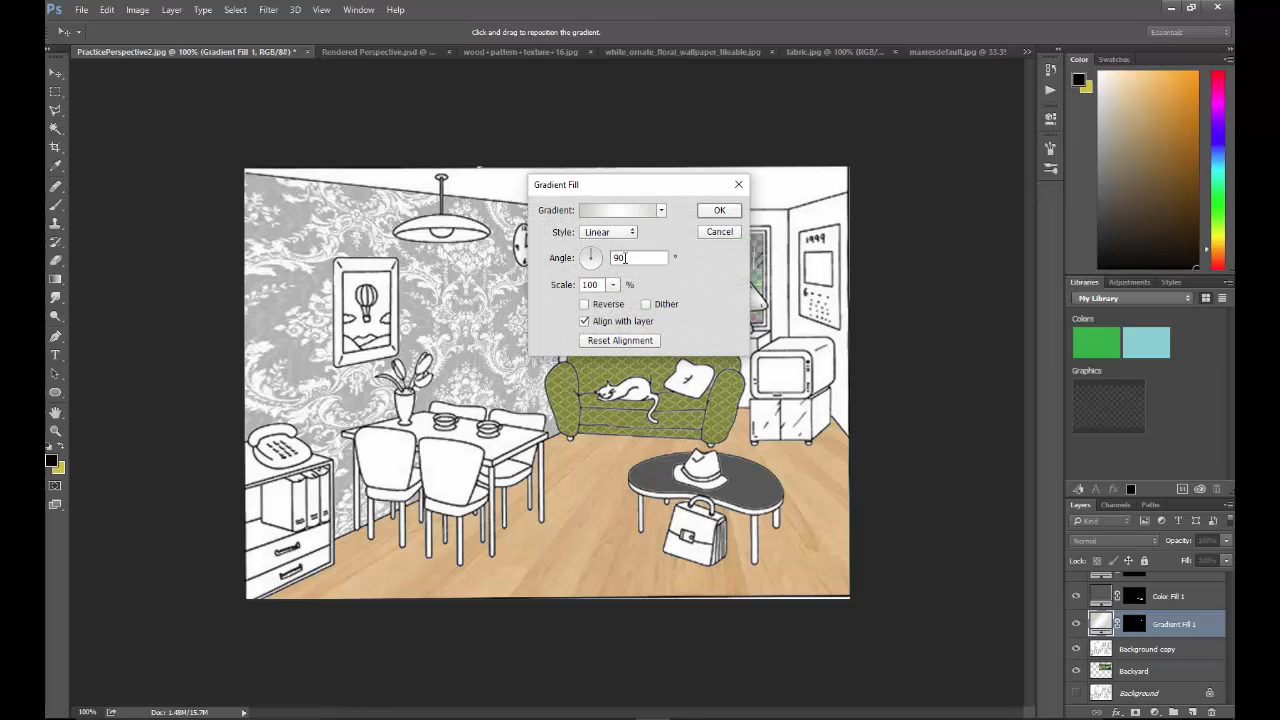 Ps File Edit Image Layer Type Select Filter 3D View Window Help
Click and drag to reposition the gradient.
Essentials
PracticePerspective2.jpg @ 100% (Gradient Fill 1, RGB/8#) *
Rendered Perspective.psd @ ...
wood+pattern+texture+16.jpg
white_ornate_floral_wallpaper_tileable.jpg
fabric.jpg @ 100% (RGB/...
maxresdefault.jpg @ 33.3%
Color Swatches
Gradient Fill
Gradient:
OK
Style: Linear
Cancel
Angle: 90 °
Scale: 100 %
Reverse Dither
Align with layer
Reset Alignment
1999
Libraries Adjustments Styles
My Library
Colors
Graphics
Layers Channels Paths
Kind
Normal Opacity: 100%
Lock: Fill: 100%
Color Fill 1
Gradient Fill 1
Background copy
Backyard
Background
100% Doc: 1.48M/15.7M